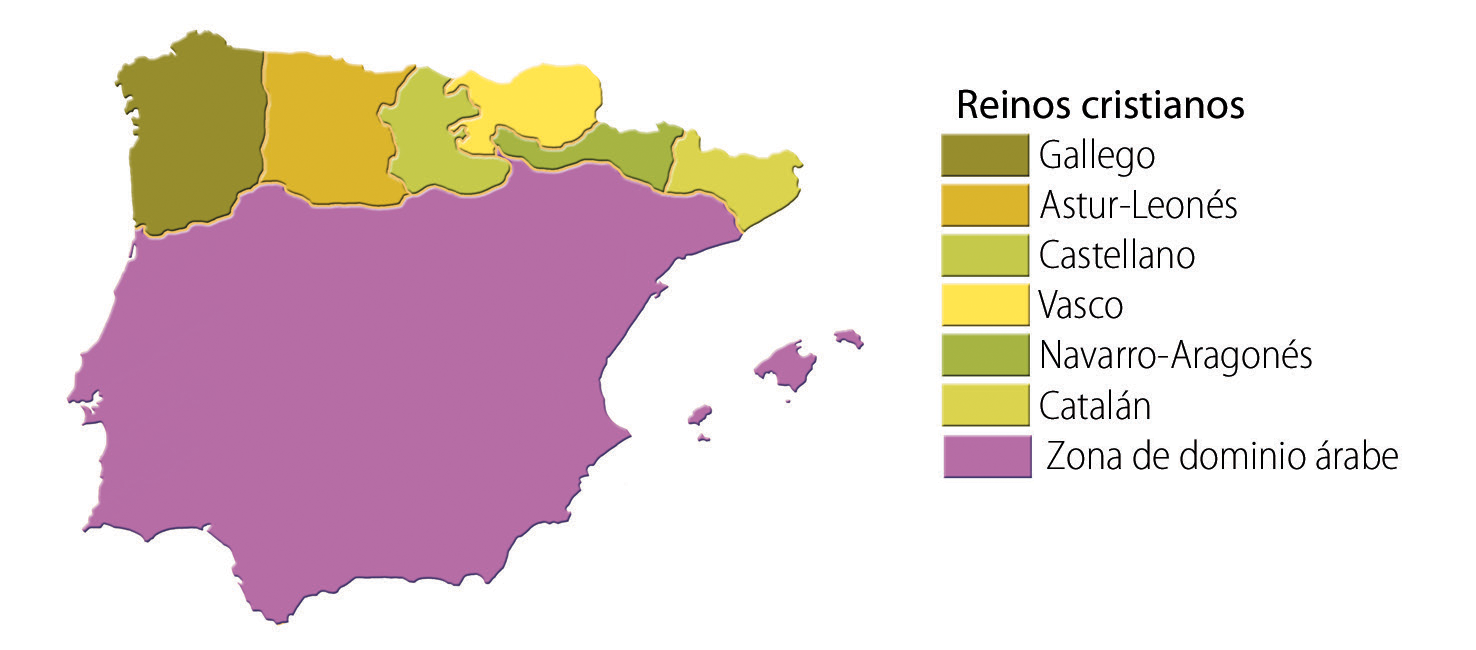 Reinos cristianos
Gallego
Astur-Leonés
Castellano
Vasco
Navarro-Aragonés
Catalán
Zona de dominio árabe